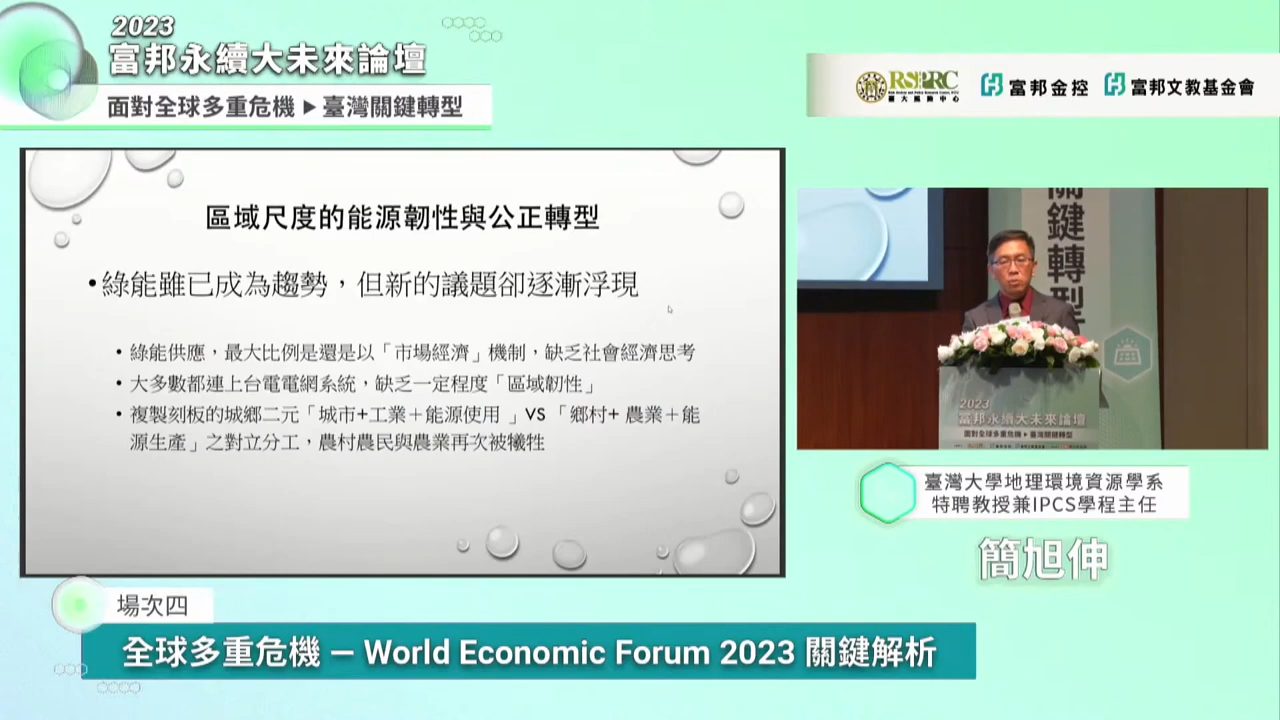 2023
富邦永續大未來論壇
面對全球多重危機▶臺灣關鍵轉型
RSPRC
臺大風險中心
富邦金控
富邦文教基金會
區域尺度的能源韌性與公正轉型
•綠能雖已成為趨勢，但新的議題卻逐漸浮現
• 綠能供應，最大比例是還是以「市場經濟」機制，缺乏社會經濟思考
• 大多數都連上台電電網系統，缺乏一定程度「區域韌性」
• 複製刻板的城鄉二元「城市+工業＋能源使用 」VS 「鄉村+ 農業＋能
源生產」之對立分工，農村農民與農業再次被犧牲
關鍵轉型
2023
富邦永續大未來論壇
面對全球多重危機▶臺灣關鍵轉型
臺灣大學地理環境資源學系
特聘教授兼IPCS學程主任
簡旭伸
場次四
全球多重危機 — World Economic Forum 2023 關鍵解析